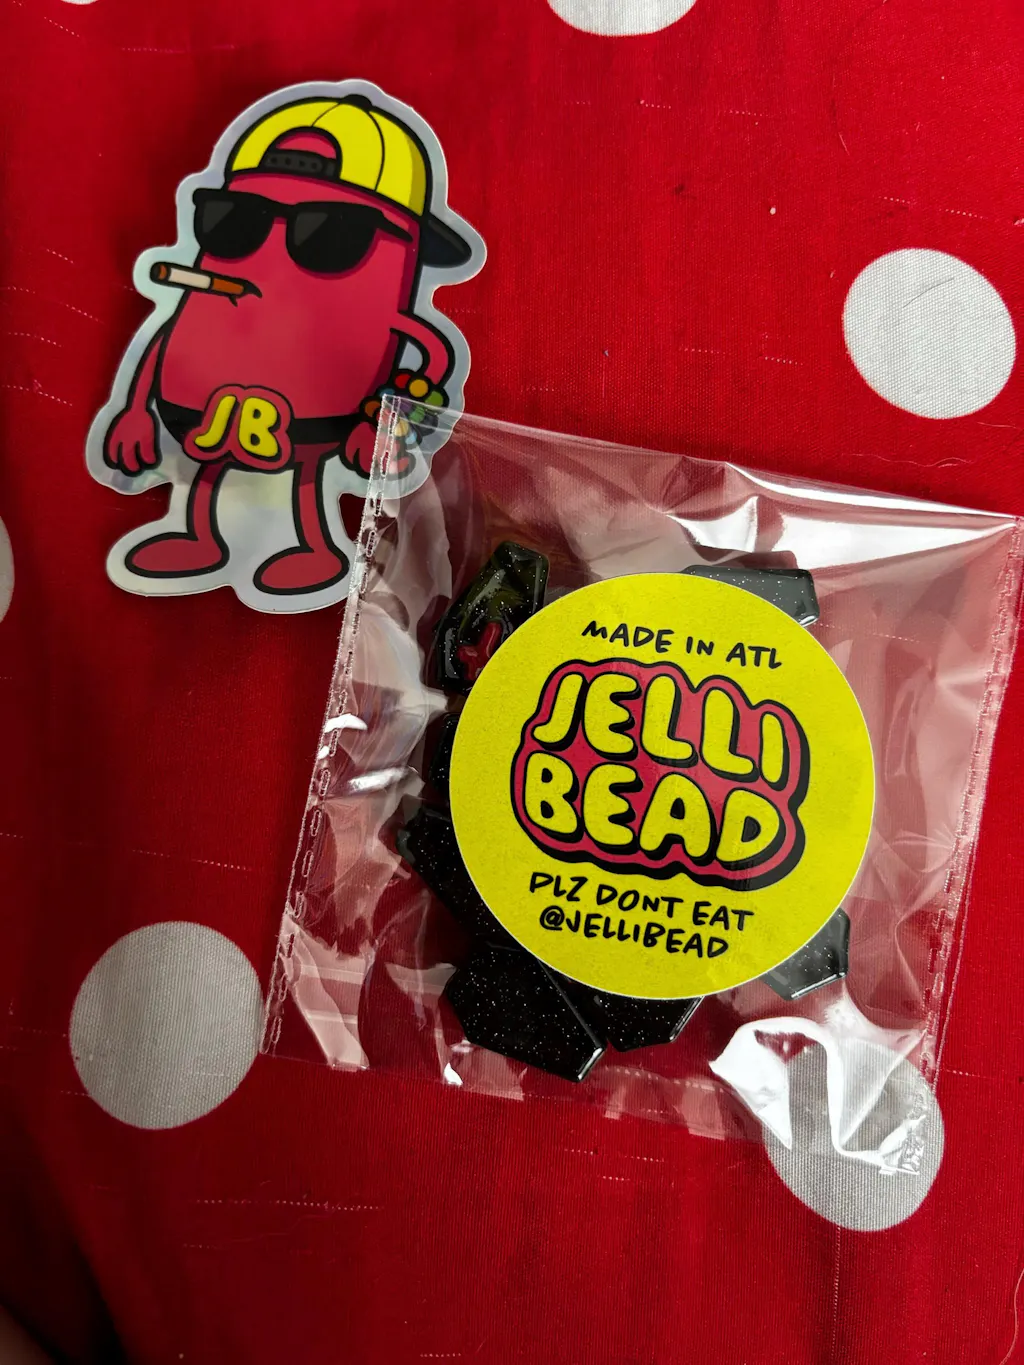 JB
MADE IN ATL
JELLI
BEAD
PLZ DONT EAT
@JELLIBEAD